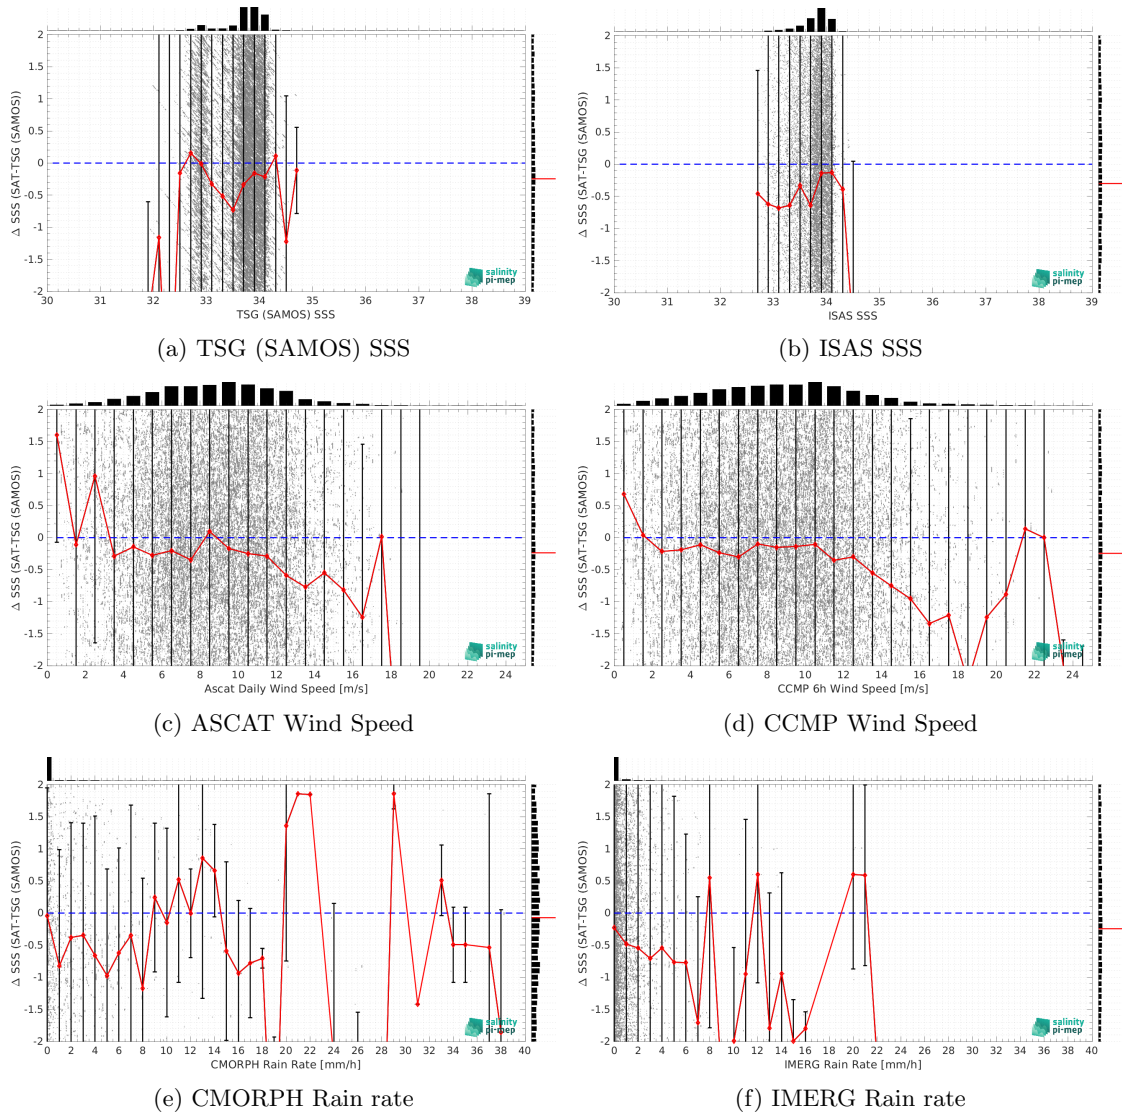 2
1.5
1
0.5
0
-0.5
-1
-1.5
-2
Δ SSS (SAT-TSG (SAMOS))
30 31 32 33 34 35 36 37 38 39
TSG (SAMOS) SSS
salinity
pi-mep
(a) TSG (SAMOS) SSS
2
1.5
1
0.5
0
-0.5
-1
-1.5
-2
Δ SSS (SAT-TSG (SAMOS))
30 31 32 33 34 35 36 37 38 39
ISAS SSS
salinity
pi-mep
(b) ISAS SSS
2
1.5
1
0.5
0
-0.5
-1
-1.5
-2
Δ SSS (SAT-TSG (SAMOS))
0 2 4 6 8 10 12 14 16 18 20 22 24
Ascat Daily Wind Speed [m/s]
salinity
pi-mep
(c) ASCAT Wind Speed
2
1.5
1
0.5
0
-0.5
-1
-1.5
-2
Δ SSS (SAT-TSG (SAMOS))
0 2 4 6 8 10 12 14 16 18 20 22 24
CCMP 6h Wind Speed [m/s]
salinity
pi-mep
(d) CCMP Wind Speed
2
1.5
1
0.5
0
-0.5
-1
-1.5
-2
Δ SSS (SAT-TSG (SAMOS))
0 2 4 6 8 10 12 14 16 18 20 22 24 26 28 30 32 34 36 38 40
CMORPH Rain Rate [mm/h]
salinity
pi-mep
(e) CMORPH Rain rate
2
1.5
1
0.5
0
-0.5
-1
-1.5
-2
Δ SSS (SAT-TSG (SAMOS))
0 2 4 6 8 10 12 14 16 18 20 22 24 26 28 30 32 34 36 38 40
IMERG Rain Rate [mm/h]
salinity
pi-mep
(f) IMERG Rain rate